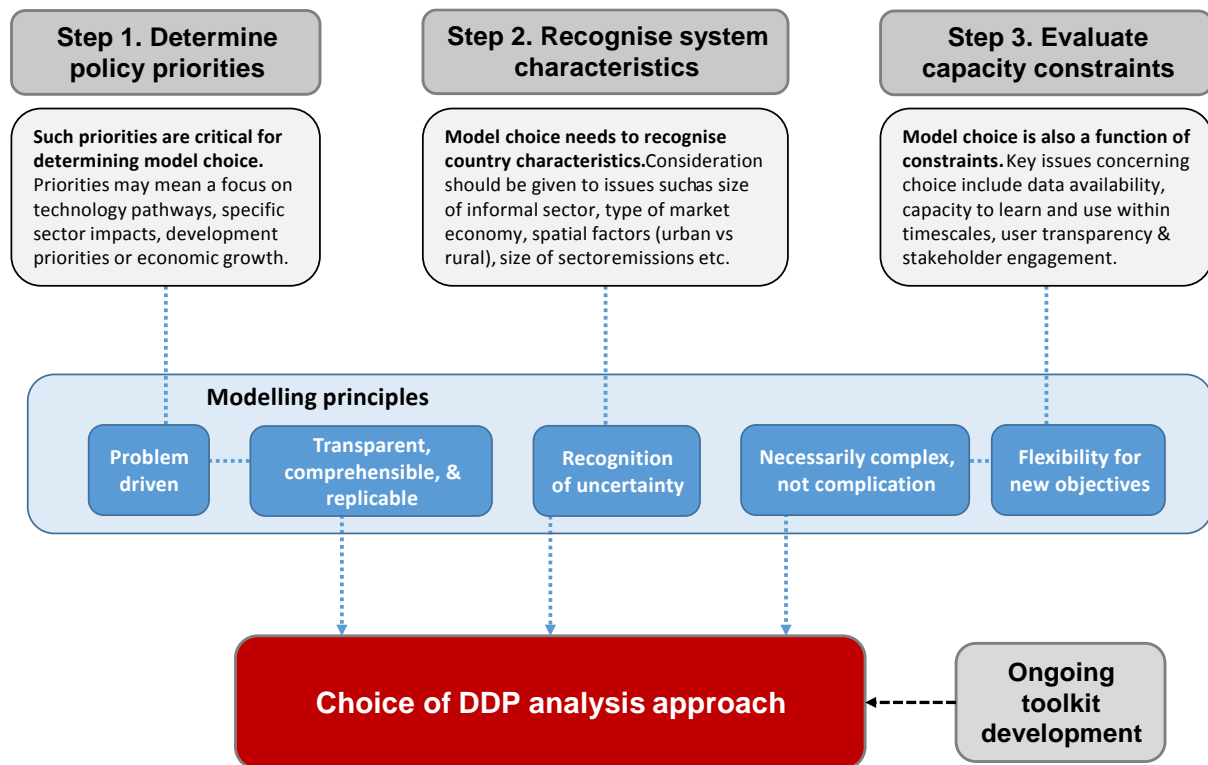 Step 1. Determine
policy priorities
Step 2. Recognise system
characteristics
Step 3. Evaluate
capacity constraints
Such priorities are critical for
determining model choice.
Priorities may mean a focus on
technology pathways, specific
sector impacts, development
priorities or economic growth.
Model choice needs to recognise
country characteristics.Consideration
should be given to issues suchas size
of informal sector, type of market
economy, spatial factors (urban vs
rural), size of sectoremissions etc.
Model choice is also a function of
constraints. Key issues concerning
choice include data availability,
capacity to learn and use within
timescales, user transparency &
stakeholder engagement.
Modelling principles
Problem
driven
Transparent,
comprehensible, &
replicable
Recognition
of uncertainty
Necessarily complex,
not complication
Flexibility for
new objectives
Choice of DDP analysis approach
Ongoing
toolkit
development